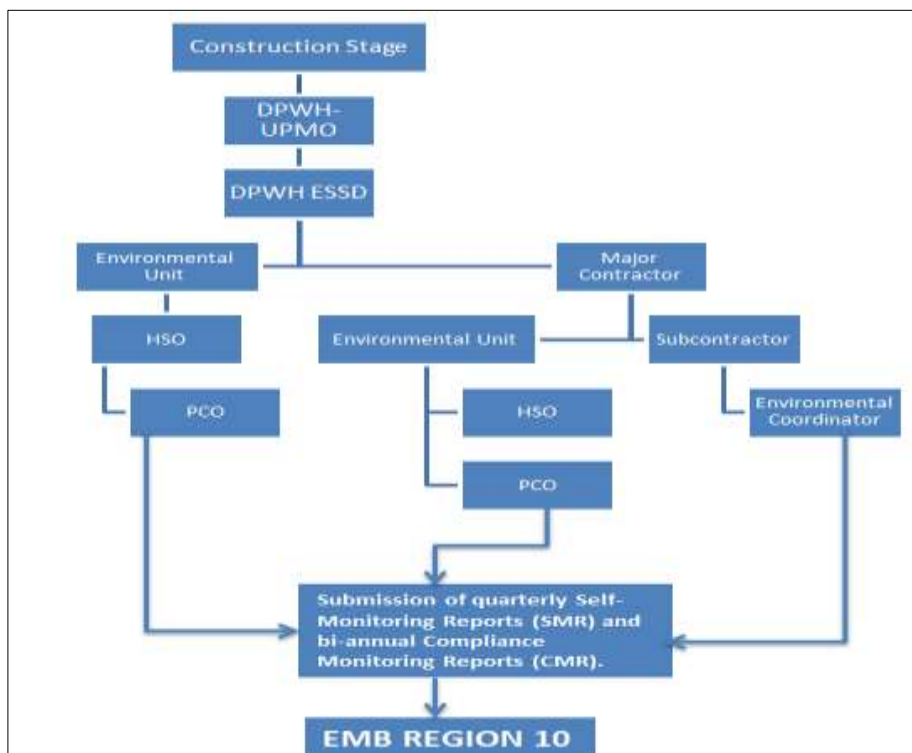 Construction Stage
DPWH-
UPMO
DPWH ESSD
Environmental
Unit
Major
Contractor
HSO
Environmental Unit
Subcontractor
PCO
HSO
Environmental
Coordinator
PCO
Submission of quarterly Self-
Monitoring Reports (SMR) and
bi-annual Compliance
Monitoring Reports (CMR).
EMB REGION 10